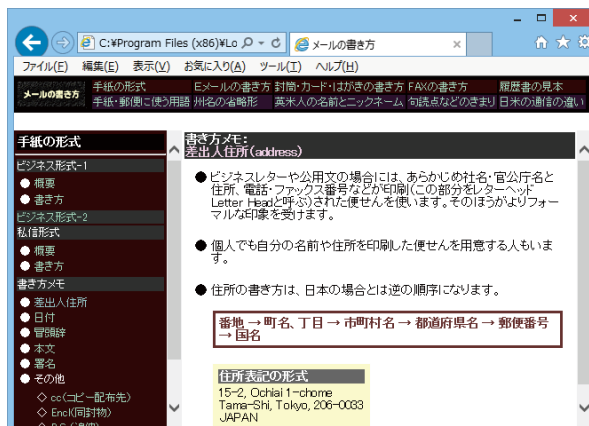 C:¥Program Files (x86)¥Lo
メールの書き方
ファイル(F) 編集(E) 表示(V) お気に入り(A) ツール(T) ヘルプ(H)
メールの書き方
手紙の形式 Eメールの書き方 封筒・カード・はがきの書き方 FAXの書き方 履歴書の見本
手紙・郵便に使う用語 州名の省略形 英米人の名前とニックネーム 句読点などのきまり 日米の通信の違い
手紙の形式
ビジネス形式-1
● 概要
● 書き方
ビジネス形式-2
私信形式
● 概要
● 書き方
書き方メモ
● 差出人住所
● 日付
● 冒頭辞
● 本文
● 署名
● その他
◇ cc(コピー配布先)
◇ Encl(同封物)
書き方メモ:
差出人住所(address)
● ビジネスレターや公用文の場合には、あらかじめ社名・官公庁名と
住所、電話・ファックス番号などが印刷(この部分をレターヘッド
Letter Headと呼ぶ)された便せんを使います。そのほうがよりフォー
マルな印象を受けます。
● 個人でも自分の名前や住所を印刷した便せんを用意する人もいま
す。
● 住所の書き方は、日本の場合とは逆の順序になります。
番地 → 町名、丁目 → 市町村名 → 都道府県名 → 郵便番号
→ 国名
住所表記の形式
15-2, Ochiai 1-chome
Tama-Shi, Tokyo, 206-0033
JAPAN